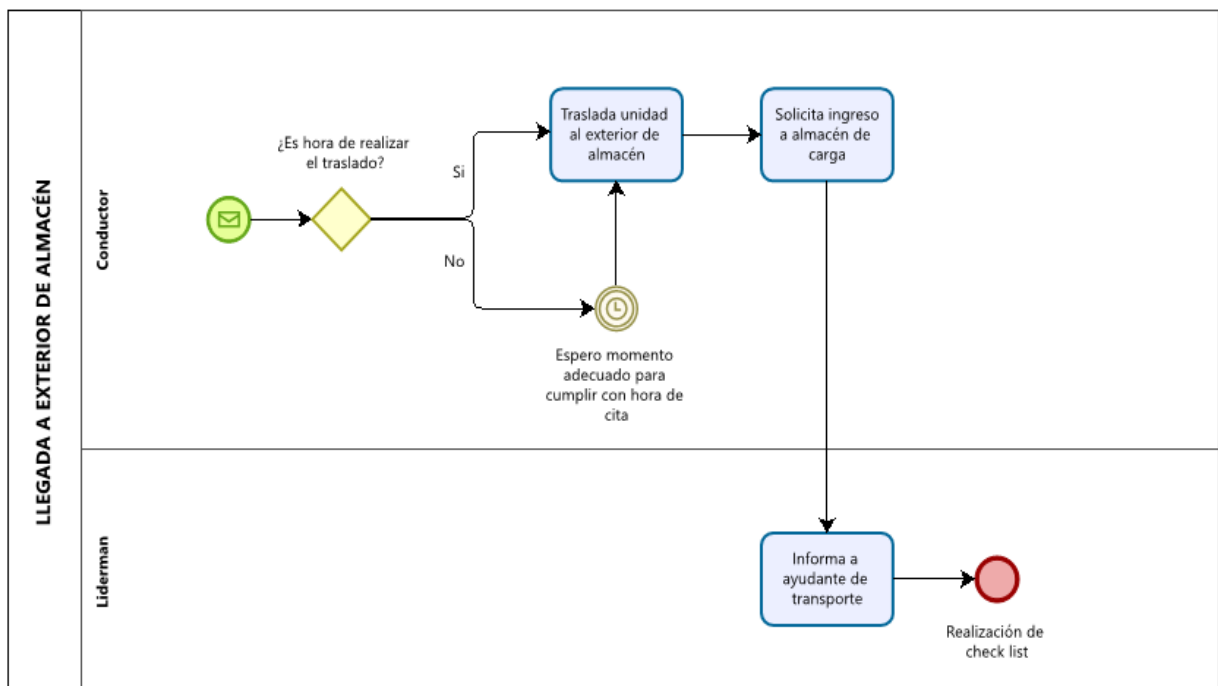 LLEGADA A EXTERIOR DE ALMACÉN
Conductor
¿Es hora de realizar
el traslado?
Si
No
Traslada unidad
al exterior de
almacén
Solicita ingreso
a almacén de
carga
Espero momento
adecuado para
cumplir con hora de
cita
Liderman
Informa a
ayudante de
transporte
Realización de
check list